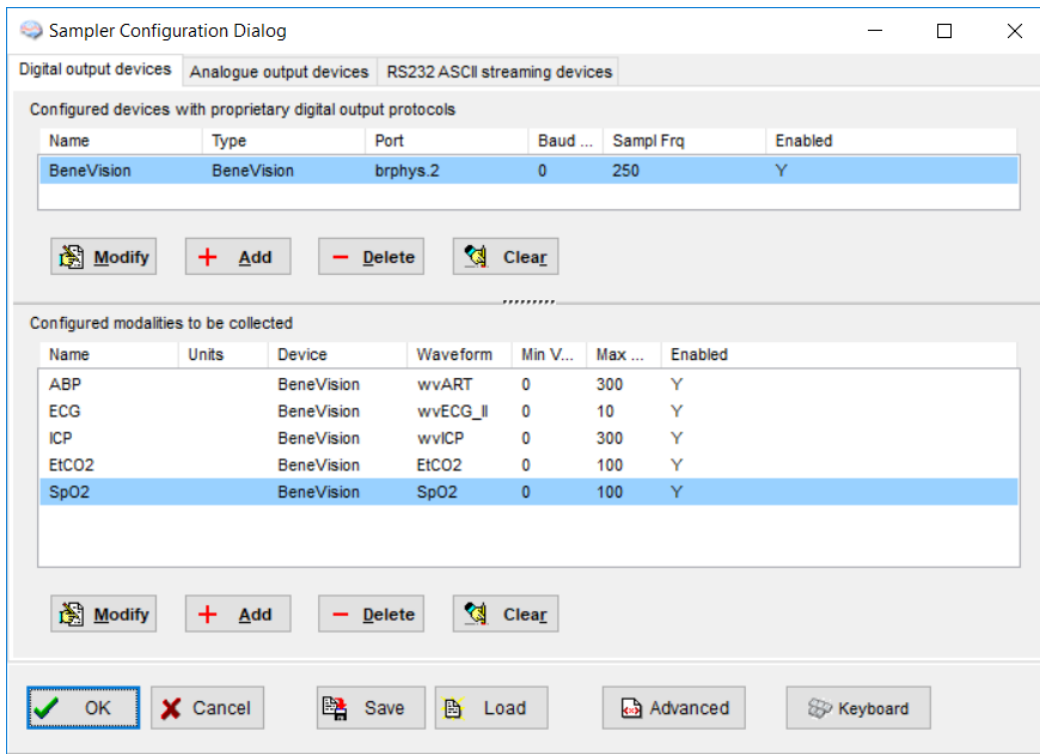 Sampler Configuration Dialog
Digital output devices Analogue output devices RS232 ASCII streaming devices
Configured devices with proprietary digital output protocols
Name Type Port Baud ... Sampl Frq Enabled
BeneVision BeneVision brphys.2 0 250 Y
Modify Add Delete Clear
Configured modalities to be collected
Name Units Device Waveform Min V... Max ... Enabled
ABP BeneVision wvART 0 300 Y
ECG BeneVision wvECG_II 0 10 Y
ICP BeneVision wvICP 0 300 Y
EtCO2 BeneVision EtCO2 0 100 Y
SpO2 BeneVision SpO2 0 100 Y
Modify Add Delete Clear
OK Cancel Save Load Advanced Keyboard